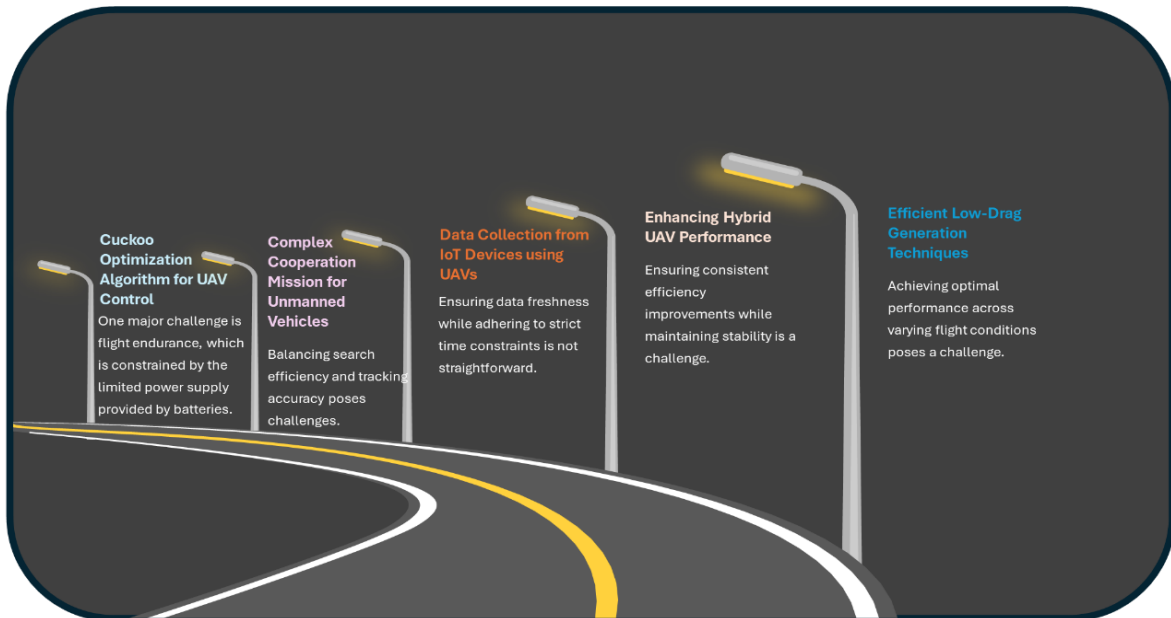 Cuckoo
Optimization
Algorithm for UAV
Control
One major challenge is
flight endurance, which
is constrained by the
limited power supply
provided by batteries.
Complex
Cooperation
Mission for
Unmanned
Vehicles
Balancing search
efficiency and tracking
accuracy poses
challenges.
Data Collection from
IoT Devices using
UAVs
Ensuring data freshness
while adhering to strict
time constraints is not
straightforward.
Enhancing Hybrid
UAV Performance
Ensuring consistent
efficiency
improvements while
maintaining stability is a
challenge.
Efficient Low-Drag
Generation
Techniques
Achieving optimal
performance across
varying flight conditions
poses a challenge.